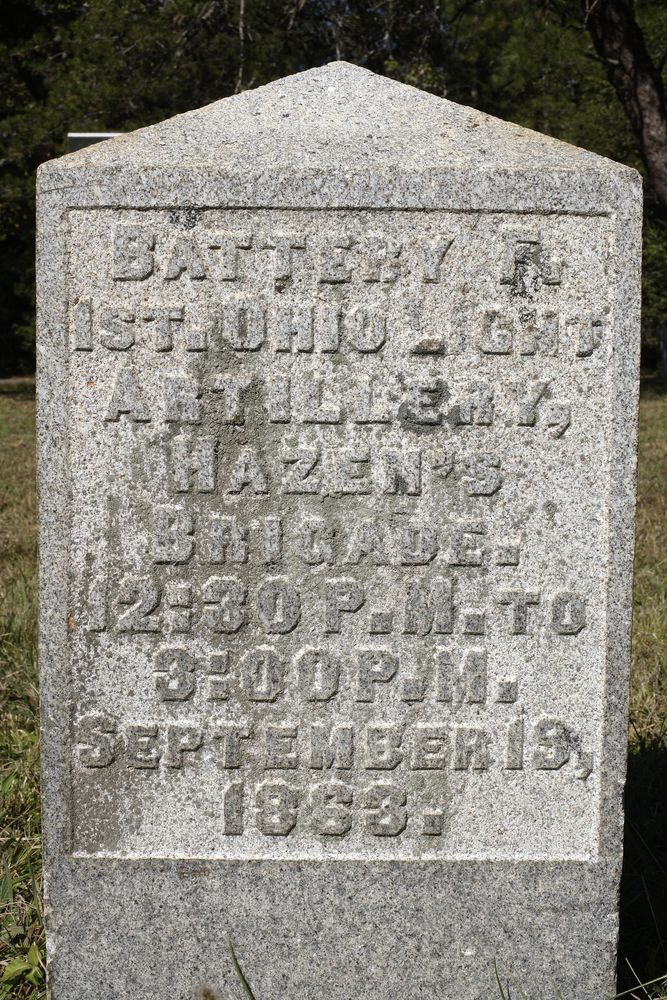 BATTERY F.
1ST. OHIO LIGHT
ARTILLERY,
HAZEN'S
BRIGADE.
12:30 P.M. TO
3:00 P.M.
SEPTEMBER 19,
1863.